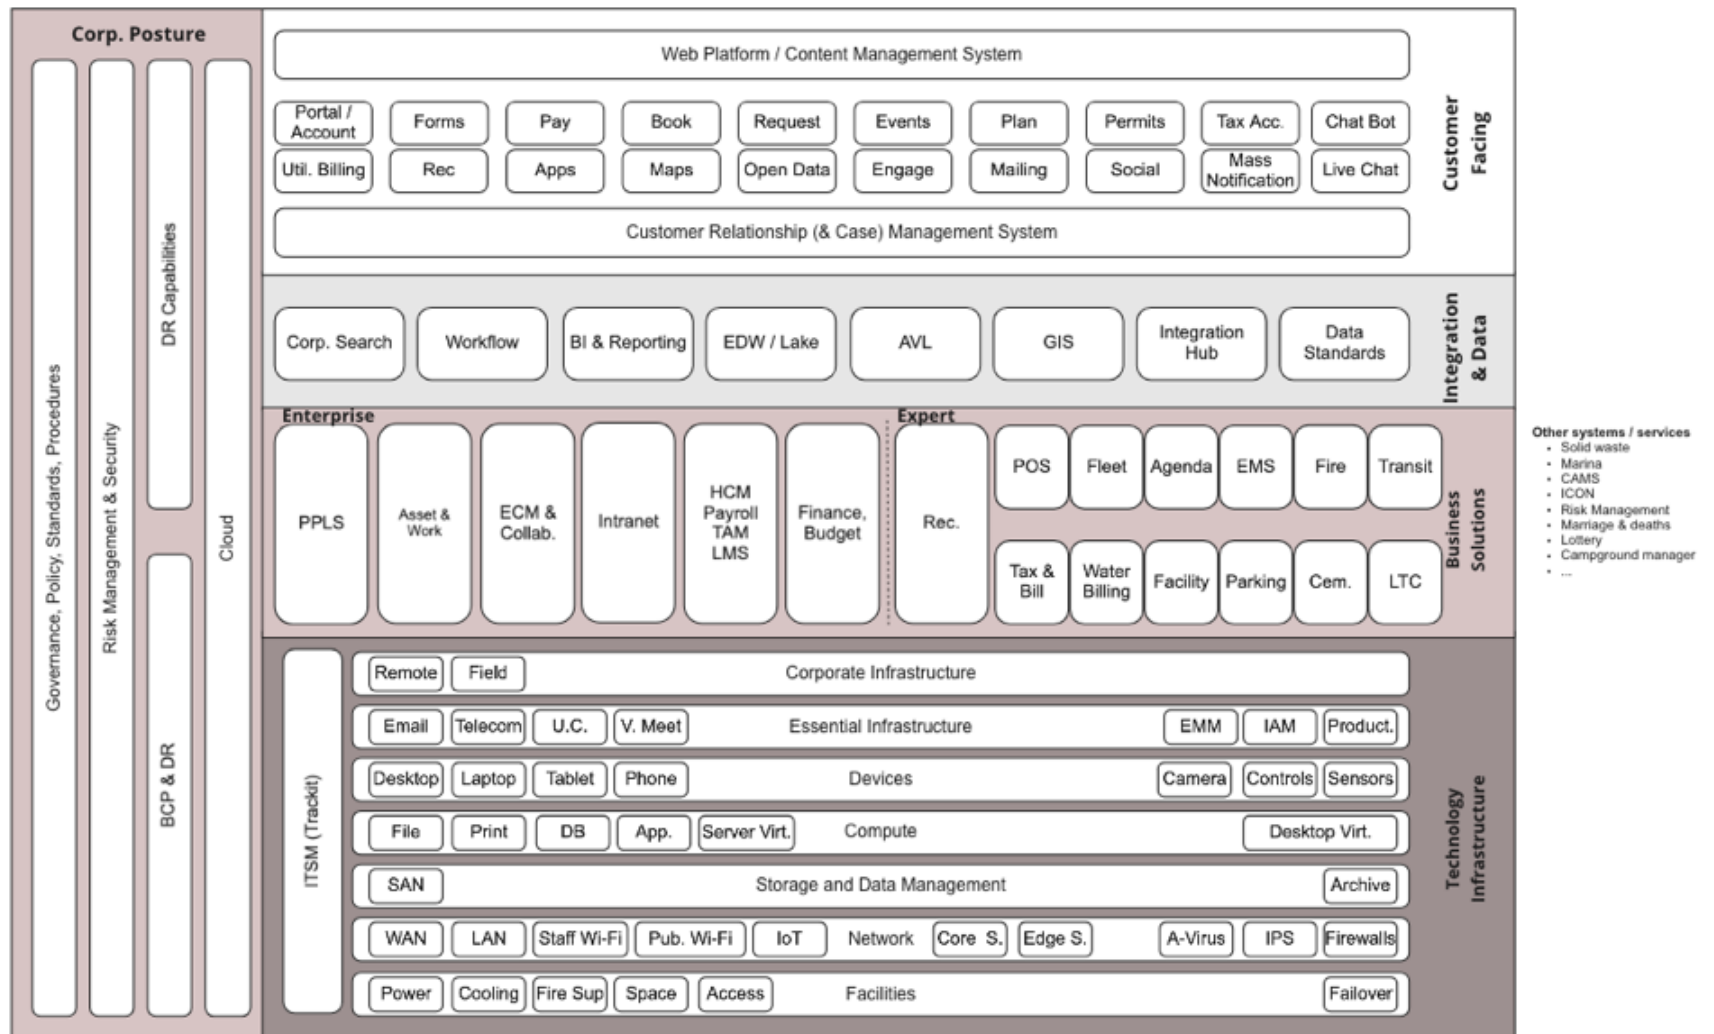 Corp. Posture
Governance, Policy, Standards, Procedures
Risk Management & Security
DR Capabilities
BCP & DR
Cloud
Web Platform / Content Management System
Portal /
Account
Forms
Pay
Book
Request
Events
Plan
Permits
Tax Acc.
Chat Bot
Util. Billing
Rec
Apps
Maps
Open Data
Engage
Mailing
Social
Mass
Notification
Live Chat
Customer Relationship (& Case) Management System
Customer
Facing
Corp. Search
Workflow
BI & Reporting
EDW / Lake
AVL
GIS
Integration
Hub
Data
Standards
Integration
& Data
Enterprise
PPLS
Asset &
Work
ECM &
Collab.
Intranet
HCM
Payroll
TAM
LMS
Finance,
Budget
Expert
Rec.
POS
Fleet
Agenda
EMS
Fire
Transit
Tax &
Bill
Water
Billing
Facility
Parking
Cem.
LTC
Business
Solutions
Other systems / services
• Solid waste
• Marina
• CAMS
• ICON
• Risk Management
• Marriage & deaths
• Lottery
• Campground manager
• ...
ITSM (Trackit)
Remote
Field
Corporate Infrastructure
Email
Telecom
U.C.
V. Meet
Essential Infrastructure
EMM
IAM
Product.
Desktop
Laptop
Tablet
Phone
Devices
Camera
Controls
Sensors
File
Print
DB
App.
Server Virt.
Compute
Desktop Virt.
SAN
Storage and Data Management
Archive
WAN
LAN
Staff Wi-Fi
Pub. Wi-Fi
IoT
Network
Core S.
Edge S.
A-Virus
IPS
Firewalls
Power
Cooling
Fire Sup
Space
Access
Facilities
Failover
Technology
Infrastructure